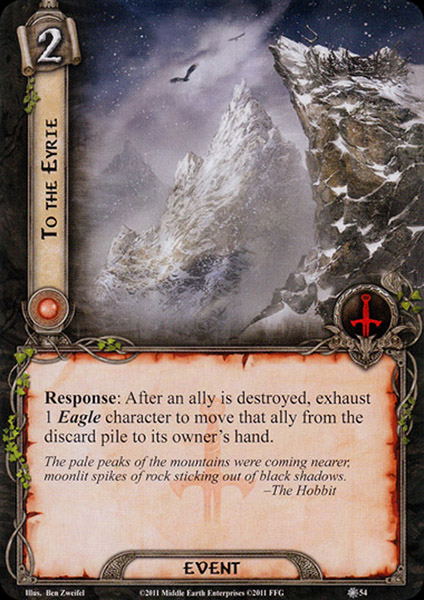 2
To the Eyrie
Response: After an ally is destroyed, exhaust
1 Eagle character to move that ally from the
discard pile to its owner's hand.
The pale peaks of the mountains were coming nearer,
moonlit spikes of rock sticking out of black shadows.
–The Hobbit
EVENT
Illus. Ben Zweifel ©2011 Middle Earth Enterprises ©2011 FFG 54